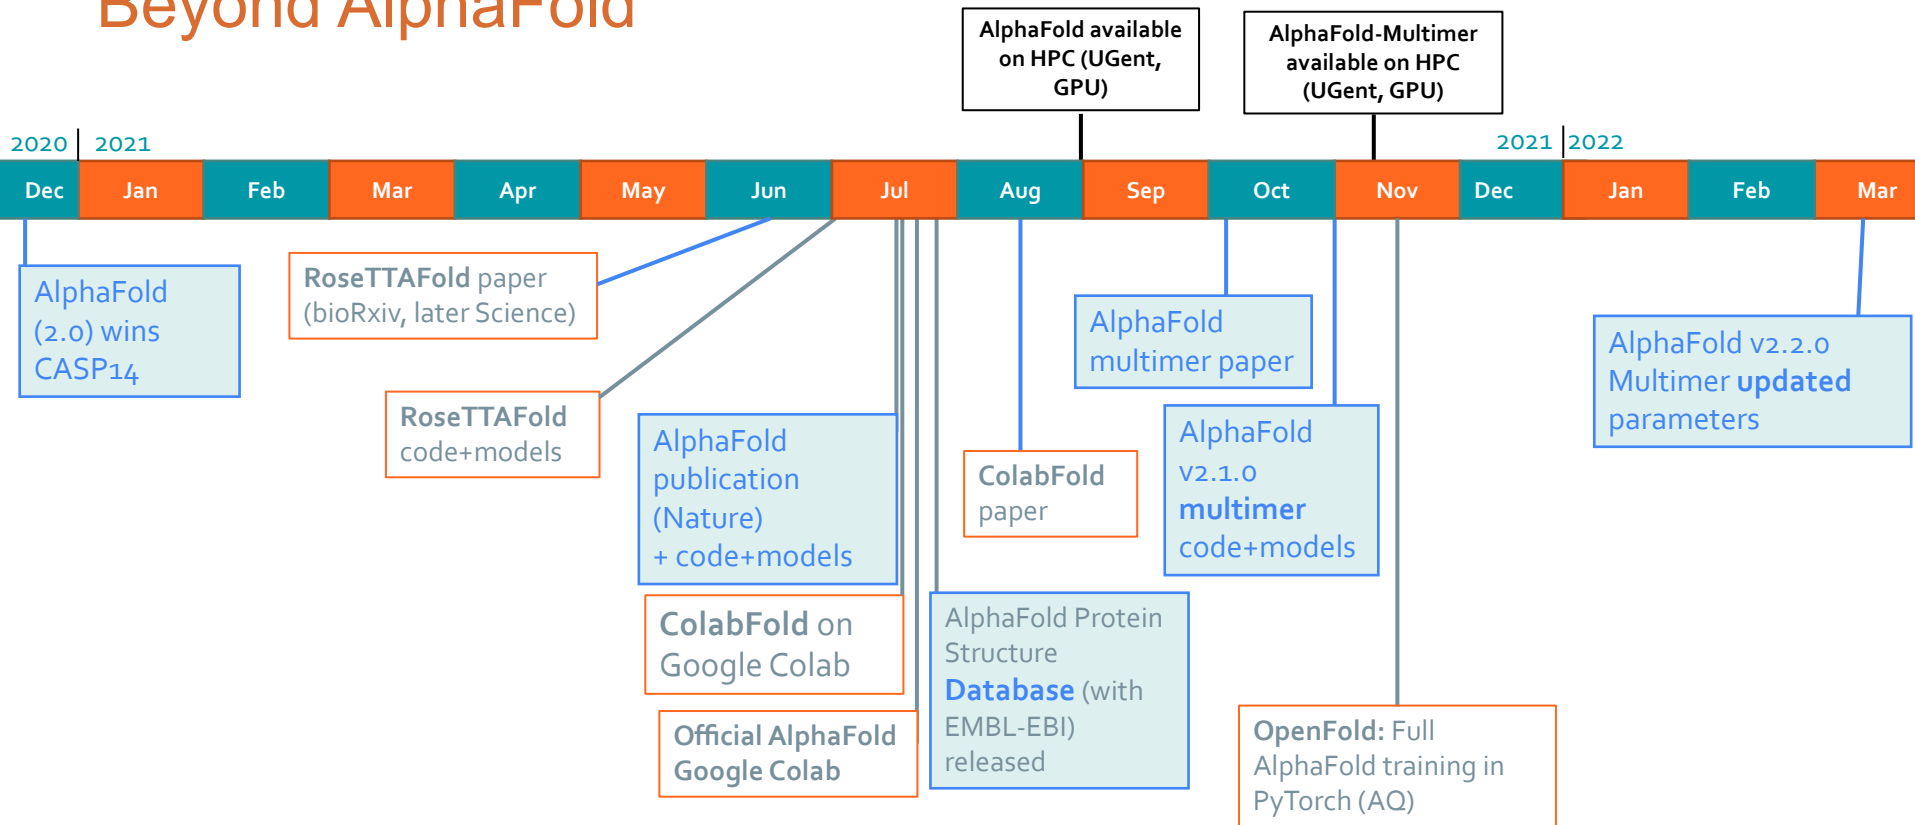 Beyond AlphaFold
AlphaFold available
on HPC (UGent,
GPU)
AlphaFold-Multimer
available on HPC
(UGent, GPU)
2020 2021
2021 2022
Dec Jan Feb Mar Apr May Jun Jul Aug Sep Oct Nov Dec Jan Feb Mar
AlphaFold
(2.0) wins
CASP14
RoseTTAFold paper
(bioRxiv, later Science)
RoseTTAFold
code+models
AlphaFold
publication
(Nature)
+ code+models
ColabFold on
Google Colab
Official AlphaFold
Google Colab
AlphaFold Protein
Structure
Database (with
EMBL-EBI)
released
ColabFold
paper
AlphaFold
multimer paper
AlphaFold
v2.1.0
multimer
code+models
OpenFold: Full
AlphaFold training in
PyTorch (AQ)
AlphaFold v2.2.0
Multimer updated
parameters